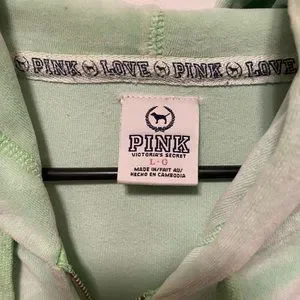 PINK LOVE PINK LOVE
PINK
VICTORIA'S SECRET
L - G
MADE IN/FAIT AU/
HECHO EN CAMBODIA